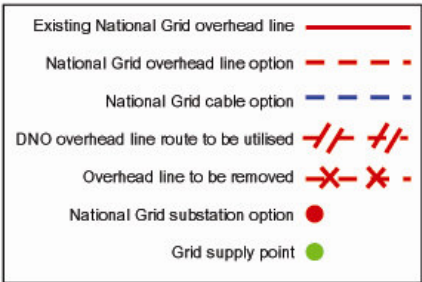 Existing National Grid overhead line
National Grid overhead line option
National Grid cable option
DNO overhead line route to be utilised
Overhead line to be removed
National Grid substation option
Grid supply point